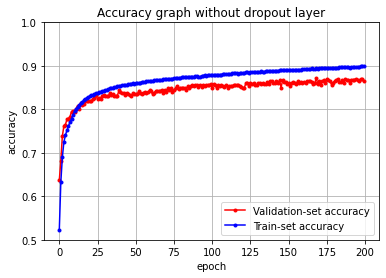 Accuracy graph without dropout layer
1.0
0.9
0.8
0.7
0.6
0.5
accuracy
0 25 50 75 100 125 150 175 200
epoch
Validation-set accuracy
Train-set accuracy